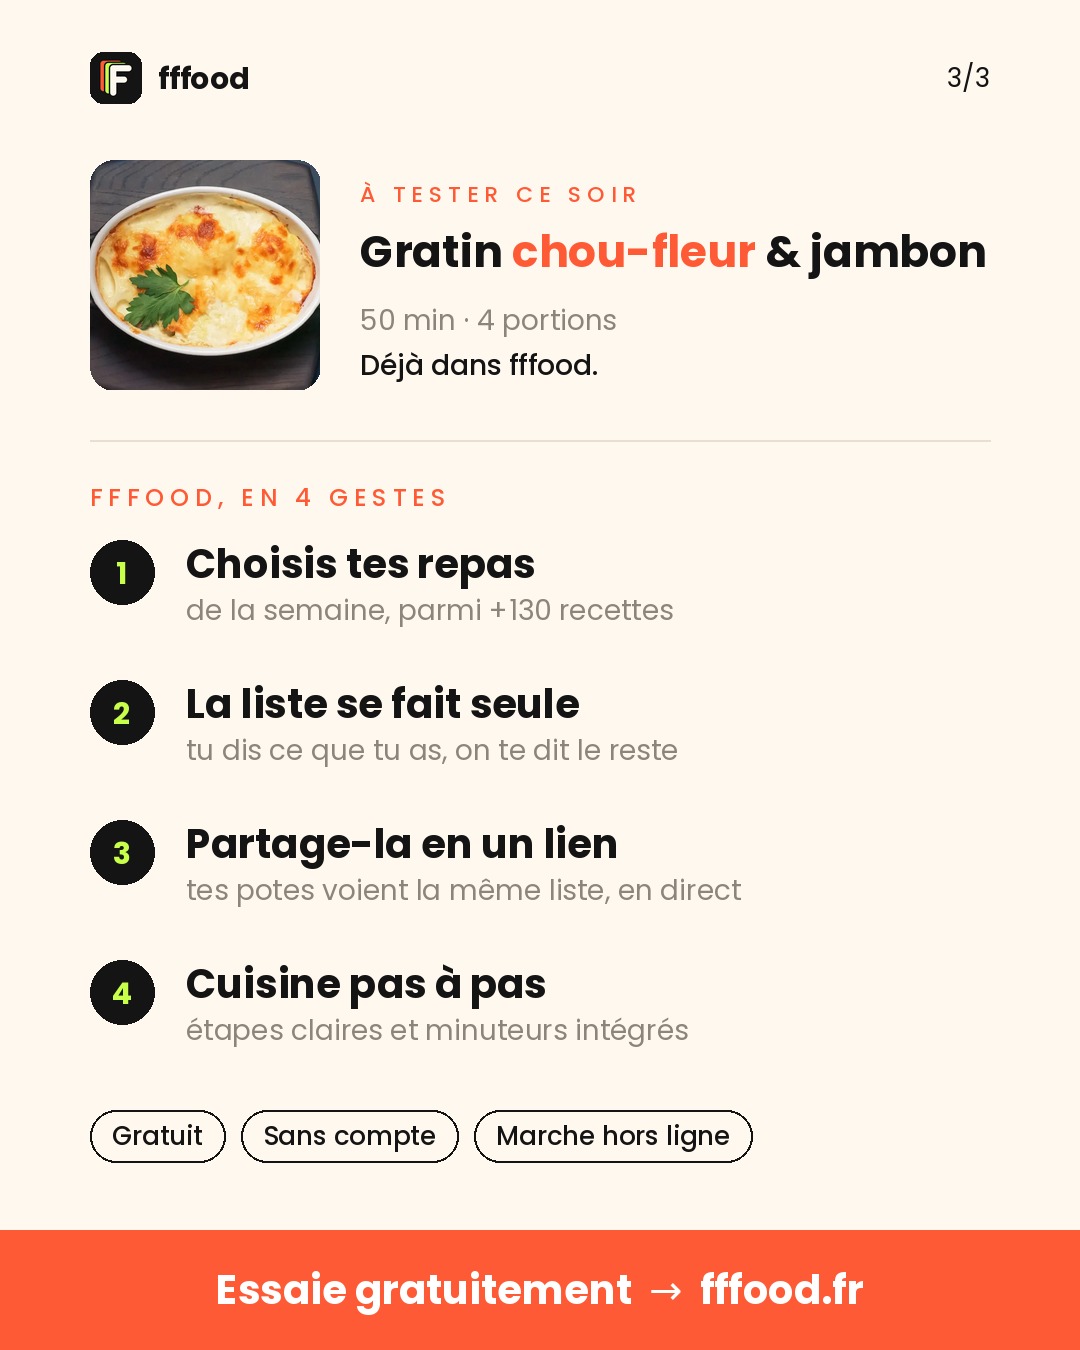 fffood
3/3
À TESTER CE SOIR
Gratin chou-fleur & jambon
50 min · 4 portions
Déjà dans fffood.
FFFOOD, EN 4 GESTES
1
Choisis tes repas
de la semaine, parmi +130 recettes
2
La liste se fait seule
tu dis ce que tu as, on te dit le reste
3
Partage-la en un lien
tes potes voient la même liste, en direct
4
Cuisine pas à pas
étapes claires et minuteurs intégrés
Gratuit
Sans compte
Marche hors ligne
Essaie gratuitement → fffood.fr